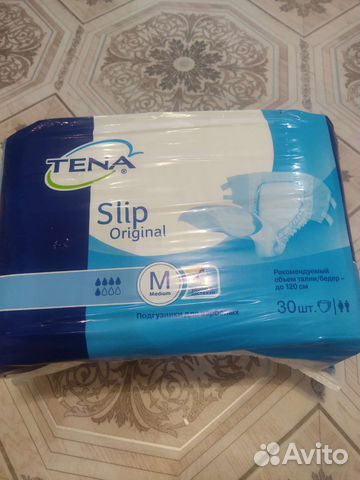 TENA®
Slip
Original
M
Medium
Рекомендуемый
объем талии/бедер -
до 120 см
30 шт.
Подгузники для взрослых
Avito